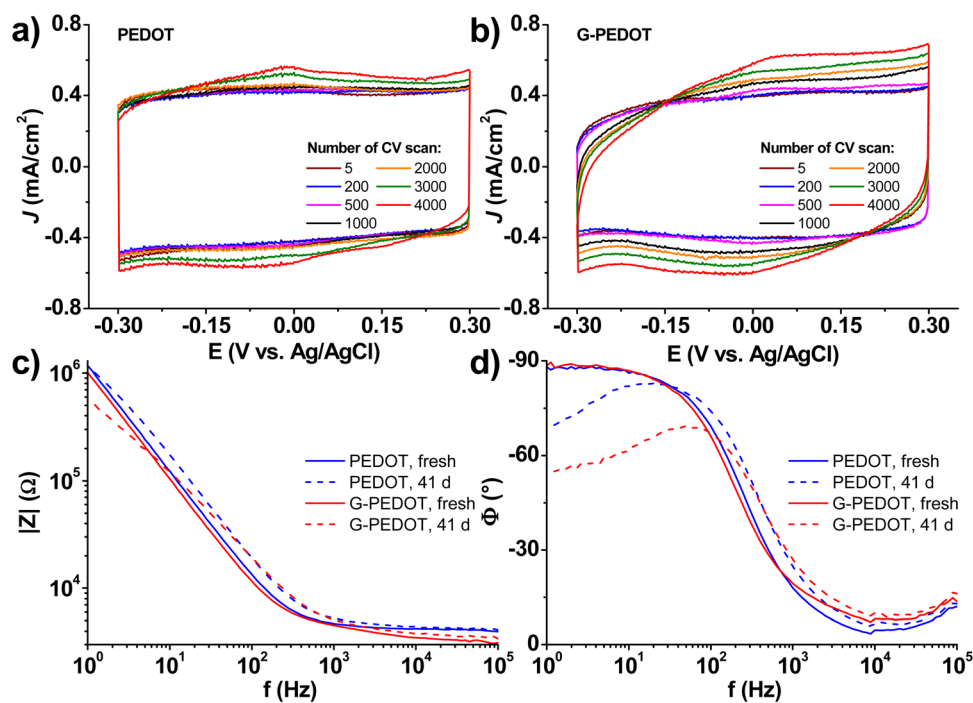 a)
PEDOT
0.8
0.4
0.0
-0.4
-0.8
J (mA/cm²)
Number of CV scan:
5 2000
200 3000
500 4000
1000
-0.30 -0.15 0.00 0.15 0.30
E (V vs. Ag/AgCl)
b)
G-PEDOT
0.8
0.4
0.0
-0.4
-0.8
J (mA/cm²)
Number of CV scan:
5 2000
200 3000
500 4000
1000
-0.30 -0.15 0.00 0.15 0.30
E (V vs. Ag/AgCl)
c)
10⁶
10⁵
10⁴
|Z| (Ω)
PEDOT, fresh
PEDOT, 41 d
G-PEDOT, fresh
G-PEDOT, 41 d
10⁰ 10¹ 10² 10³ 10⁴ 10⁵
f (Hz)
d)
-90
-60
-30
0
Φ (°)
PEDOT, fresh
PEDOT, 41 d
G-PEDOT, fresh
G-PEDOT, 41 d
10⁰ 10¹ 10² 10³ 10⁴ 10⁵
f (Hz)